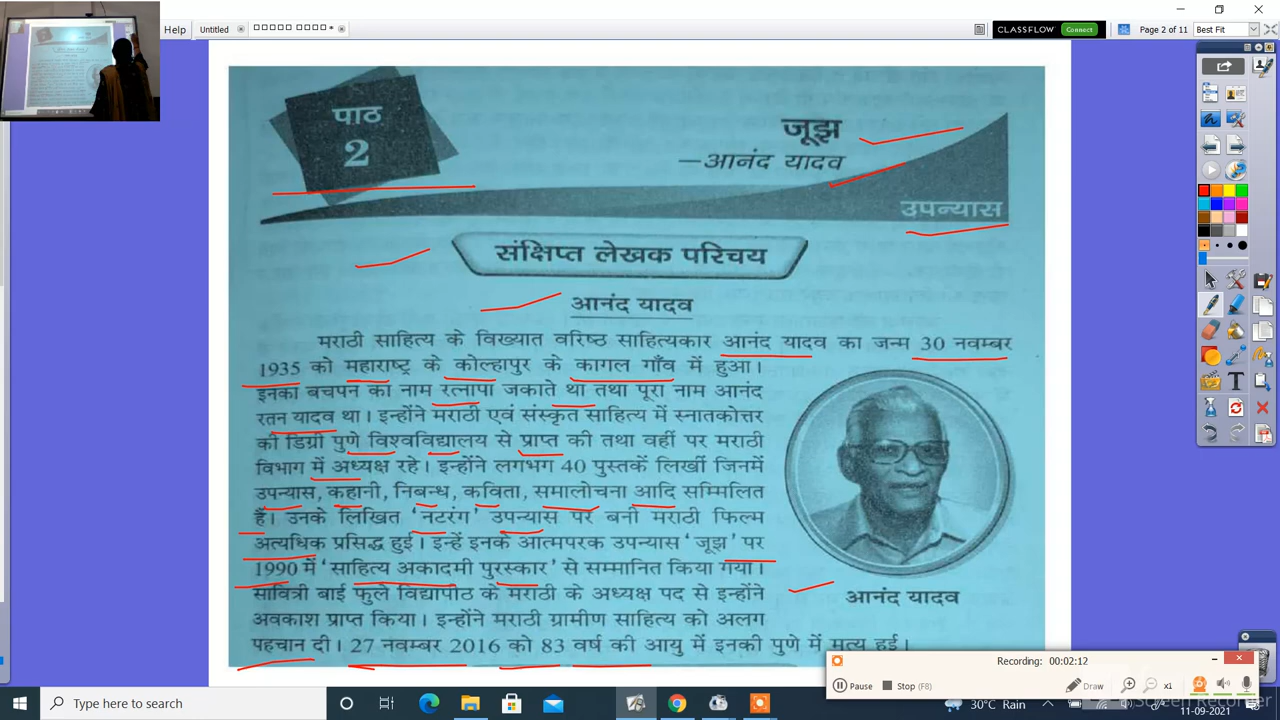 Help
Untitled
CLASSFLOW Connect
Page 2 of 11
Best Fit
पाठ
2
जूझ
—आनंद यादव
उपन्यास
संक्षिप्त लेखक परिचय
आनंद यादव
मराठी साहित्य के विख्यात वरिष्ठ साहित्यकार आनंद यादव का जन्म 30 नवम्बर
1935 को महाराष्ट्र के कोल्हापुर के कागल गाँव में हुआ।
इनका बचपन का नाम रत्नापा जकाते था तथा पूरा नाम आनंद
रतन यादव था। इन्होंने मराठी एवं संस्कृत साहित्य में स्नातकोत्तर
की डिग्री पुणे विश्वविद्यालय से प्राप्त की तथा वहीं पर मराठी
विभाग में अध्यक्ष रहे। इन्होंने लगभग 40 पुस्तकें लिखीं जिनमें
उपन्यास, कहानी, निबन्ध, कविता, समालोचना आदि सम्मिलित
हैं। उनके लिखित ‘नटरंग’ उपन्यास पर बनी मराठी फिल्म
अत्यधिक प्रसिद्ध हुई। इन्हें इनके आत्मपरक उपन्यास ‘जूझ’ पर
1990 में ‘साहित्य अकादमी पुरस्कार’ से सम्मानित किया गया।
सावित्री बाई फुले विद्यापीठ के मराठी के अध्यक्ष पद से इन्होंने
अवकाश प्राप्त किया। इन्होंने मराठी ग्रामीण साहित्य को अलग
पहचान दी। 27 नवम्बर 2016 को 83 वर्ष की आयु में इनकी पुणे में मृत्यु हुई।
आनंद यादव
Recording: 00:02:12
Pause
Stop (F8)
Draw
x1
Type here to search
30°C Rain
11-09-2021
Screen Recorder